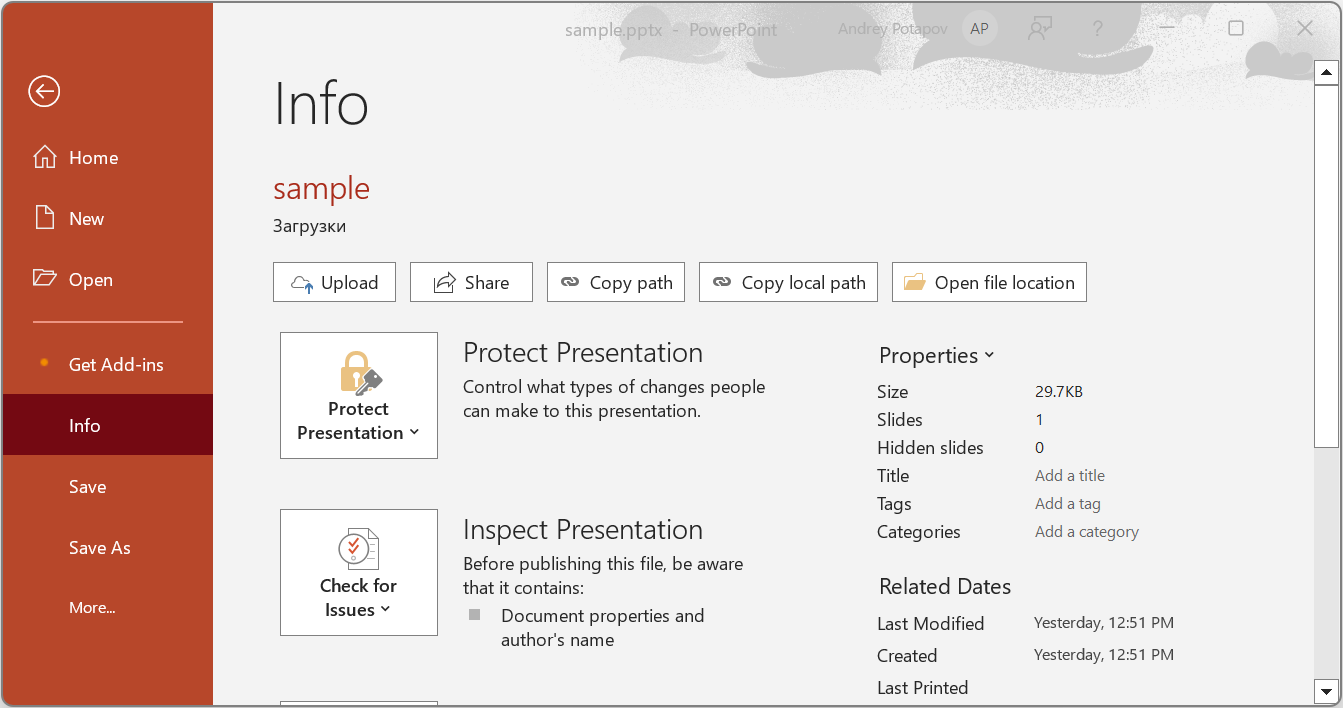 sample.pptx - PowerPoint
Andrey Potapov
AP
?
Info
Home
New
Open
Get Add-ins
Info
Save
Save As
More...
sample
Загрузки
Upload
Share
Copy path
Copy local path
Open file location
Protect
Presentation
Protect Presentation
Control what types of changes people
can make to this presentation.
Check for
Issues
Inspect Presentation
Before publishing this file, be aware
that it contains:
Document properties and
author's name
Properties
Size 29.7KB
Slides 1
Hidden slides 0
Title Add a title
Tags Add a tag
Categories Add a category
Related Dates
Last Modified Yesterday, 12:51 PM
Created Yesterday, 12:51 PM
Last Printed